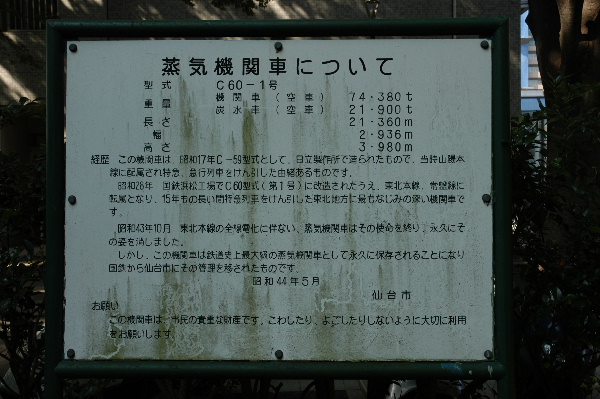 蒸気機関車について
型式 C60-1号
重量 機関車(空車) 74.380t
炭水車(空車) 21.900t
長さ 21.360m
幅 2.936m
高さ 3.980m
経歴 この機関車は、昭和17年C-59型式として、日立製作所で造られたもので、当時山陽本
線に配属され特急、急行列車をけん引した由緒あるものです。
昭和28年 国鉄浜松工場でC60型式(第1号)に改造されたうえ、東北本線、常磐線に
転属となり、15年もの長い間特急列車をけん引した東北地方に最もなじみの深い機関車で
す。
昭和43年10月 東北本線の全線電化に伴ない、蒸気機関車はその使命を終り、永久にそ
の姿を消しました。
しかし、この機関車は鉄道史上最大級の蒸気機関車として永久に保存されることになり
国鉄から仙台市にその管理を移されたものです。
昭和44年5月
仙台市
お願い
この機関車は、市民の貴重な財産です。こわしたり、よごしたりしないように大切に利用
をお願いします。